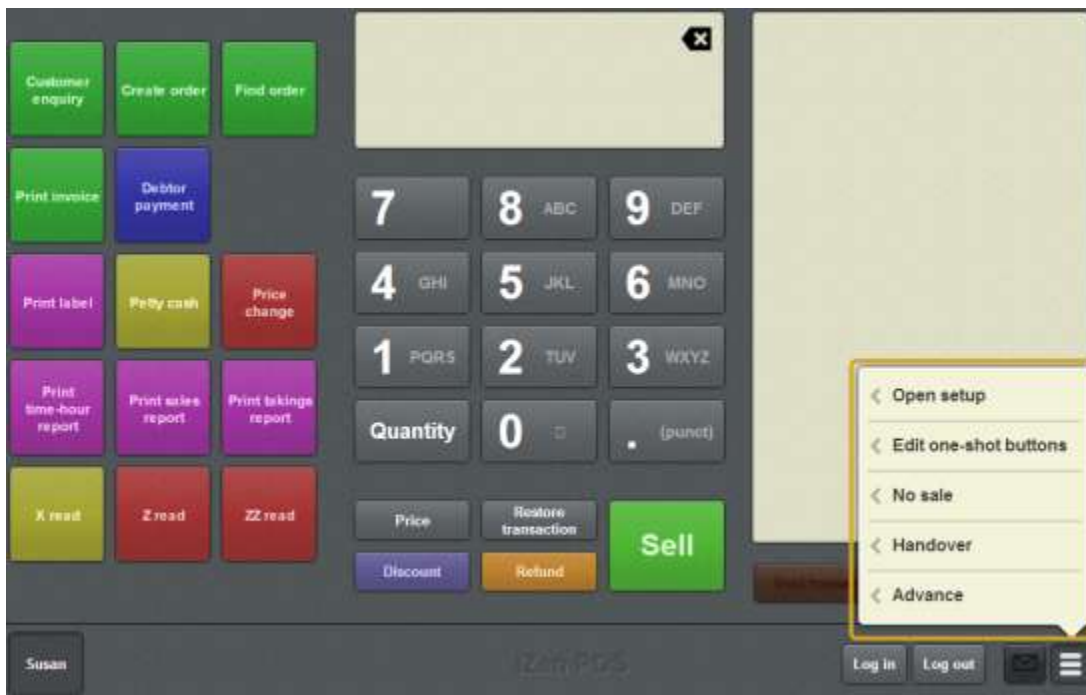 Customer
enquiry
Create order
Find order
Print invoice
Debtor
payment
Print label
Petty cash
Price
change
Print
time-hour
report
Print sales
report
Print takings
report
X read
Z read
ZZ read
7
8 ABC
9 DEF
4 GHI
5 JKL
6 MNO
1 PQRS
2 TUV
3 WXYZ
Quantity
0
. (punct)
Price
Restore
transaction
Sell
Discount
Refund
Open setup
Edit one-shot buttons
No sale
Handover
Advance
Susan
Log in
Log out